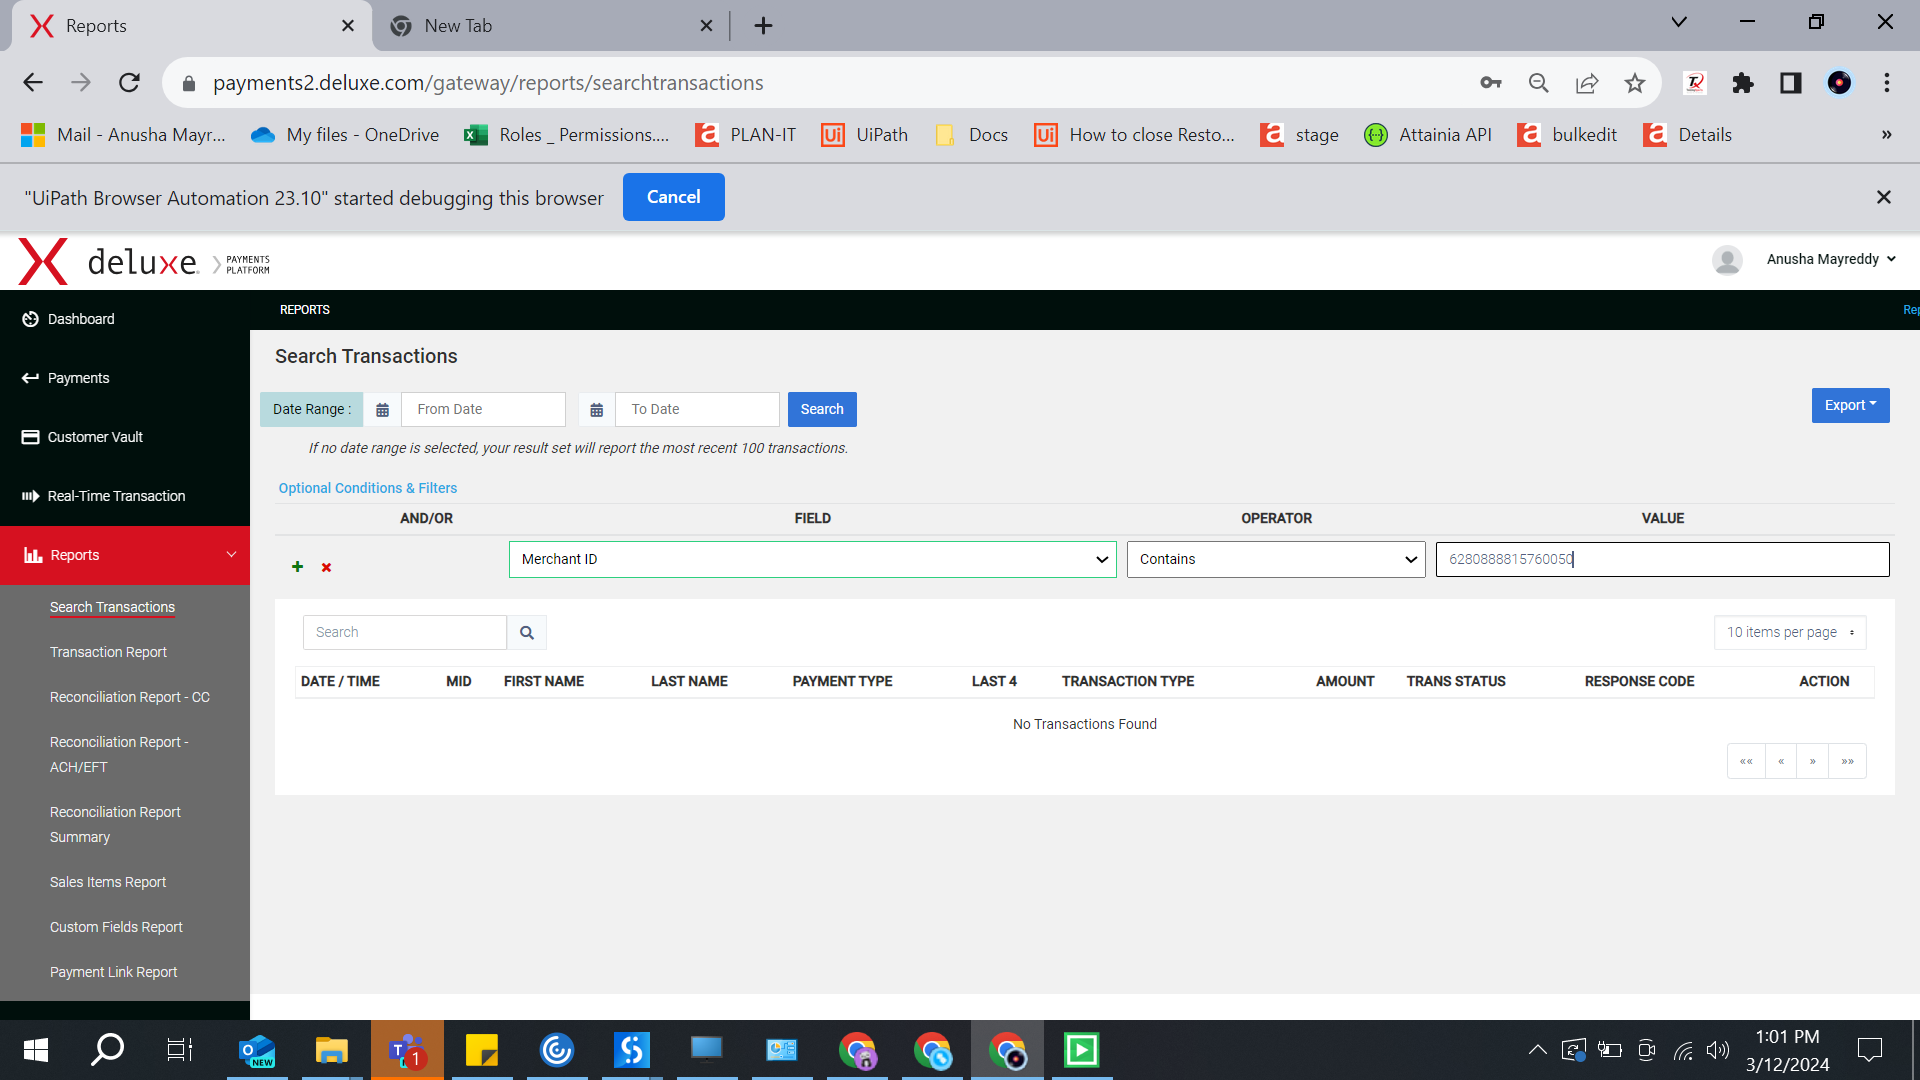 Reports
New Tab
payments2.deluxe.com/gateway/reports/searchtransactions
Mail - Anusha Mayr...
My files - OneDrive
Roles _ Permissions....
PLAN-IT
UiPath
Docs
How to close Resto...
stage
Attainia API
bulkedit
Details
»
"UiPath Browser Automation 23.10" started debugging this browser
Cancel
deluxe.
PAYMENTS
PLATFORM
Anusha Mayreddy
Dashboard
Payments
Customer Vault
Real-Time Transaction
Reports
Search Transactions
Transaction Report
Reconciliation Report - CC
Reconciliation Report -
ACH/EFT
Reconciliation Report
Summary
Sales Items Report
Custom Fields Report
Payment Link Report
REPORTS
Rep
Search Transactions
Date Range :
From Date
To Date
Search
Export
If no date range is selected, your result set will report the most recent 100 transactions.
Optional Conditions & Filters
AND/OR FIELD OPERATOR VALUE
Merchant ID
Contains
6280888815760050
Search
10 items per page
DATE / TIME MID FIRST NAME LAST NAME PAYMENT TYPE LAST 4 TRANSACTION TYPE AMOUNT TRANS STATUS RESPONSE CODE ACTION
No Transactions Found
«« « » »»
NEW
1
1:01 PM
3/12/2024